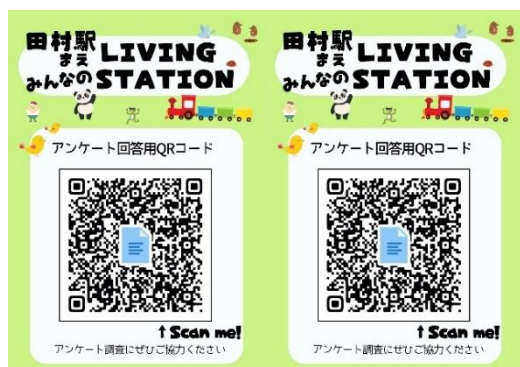 田村駅
まえ
みんなの
LIVING
STATION
アンケート回答用QRコード
↑Scan me!
アンケート調査にぜひご協力ください
田村駅
まえ
みんなの
LIVING
STATION
アンケート回答用QRコード
↑Scan me!
アンケート調査にぜひご協力ください